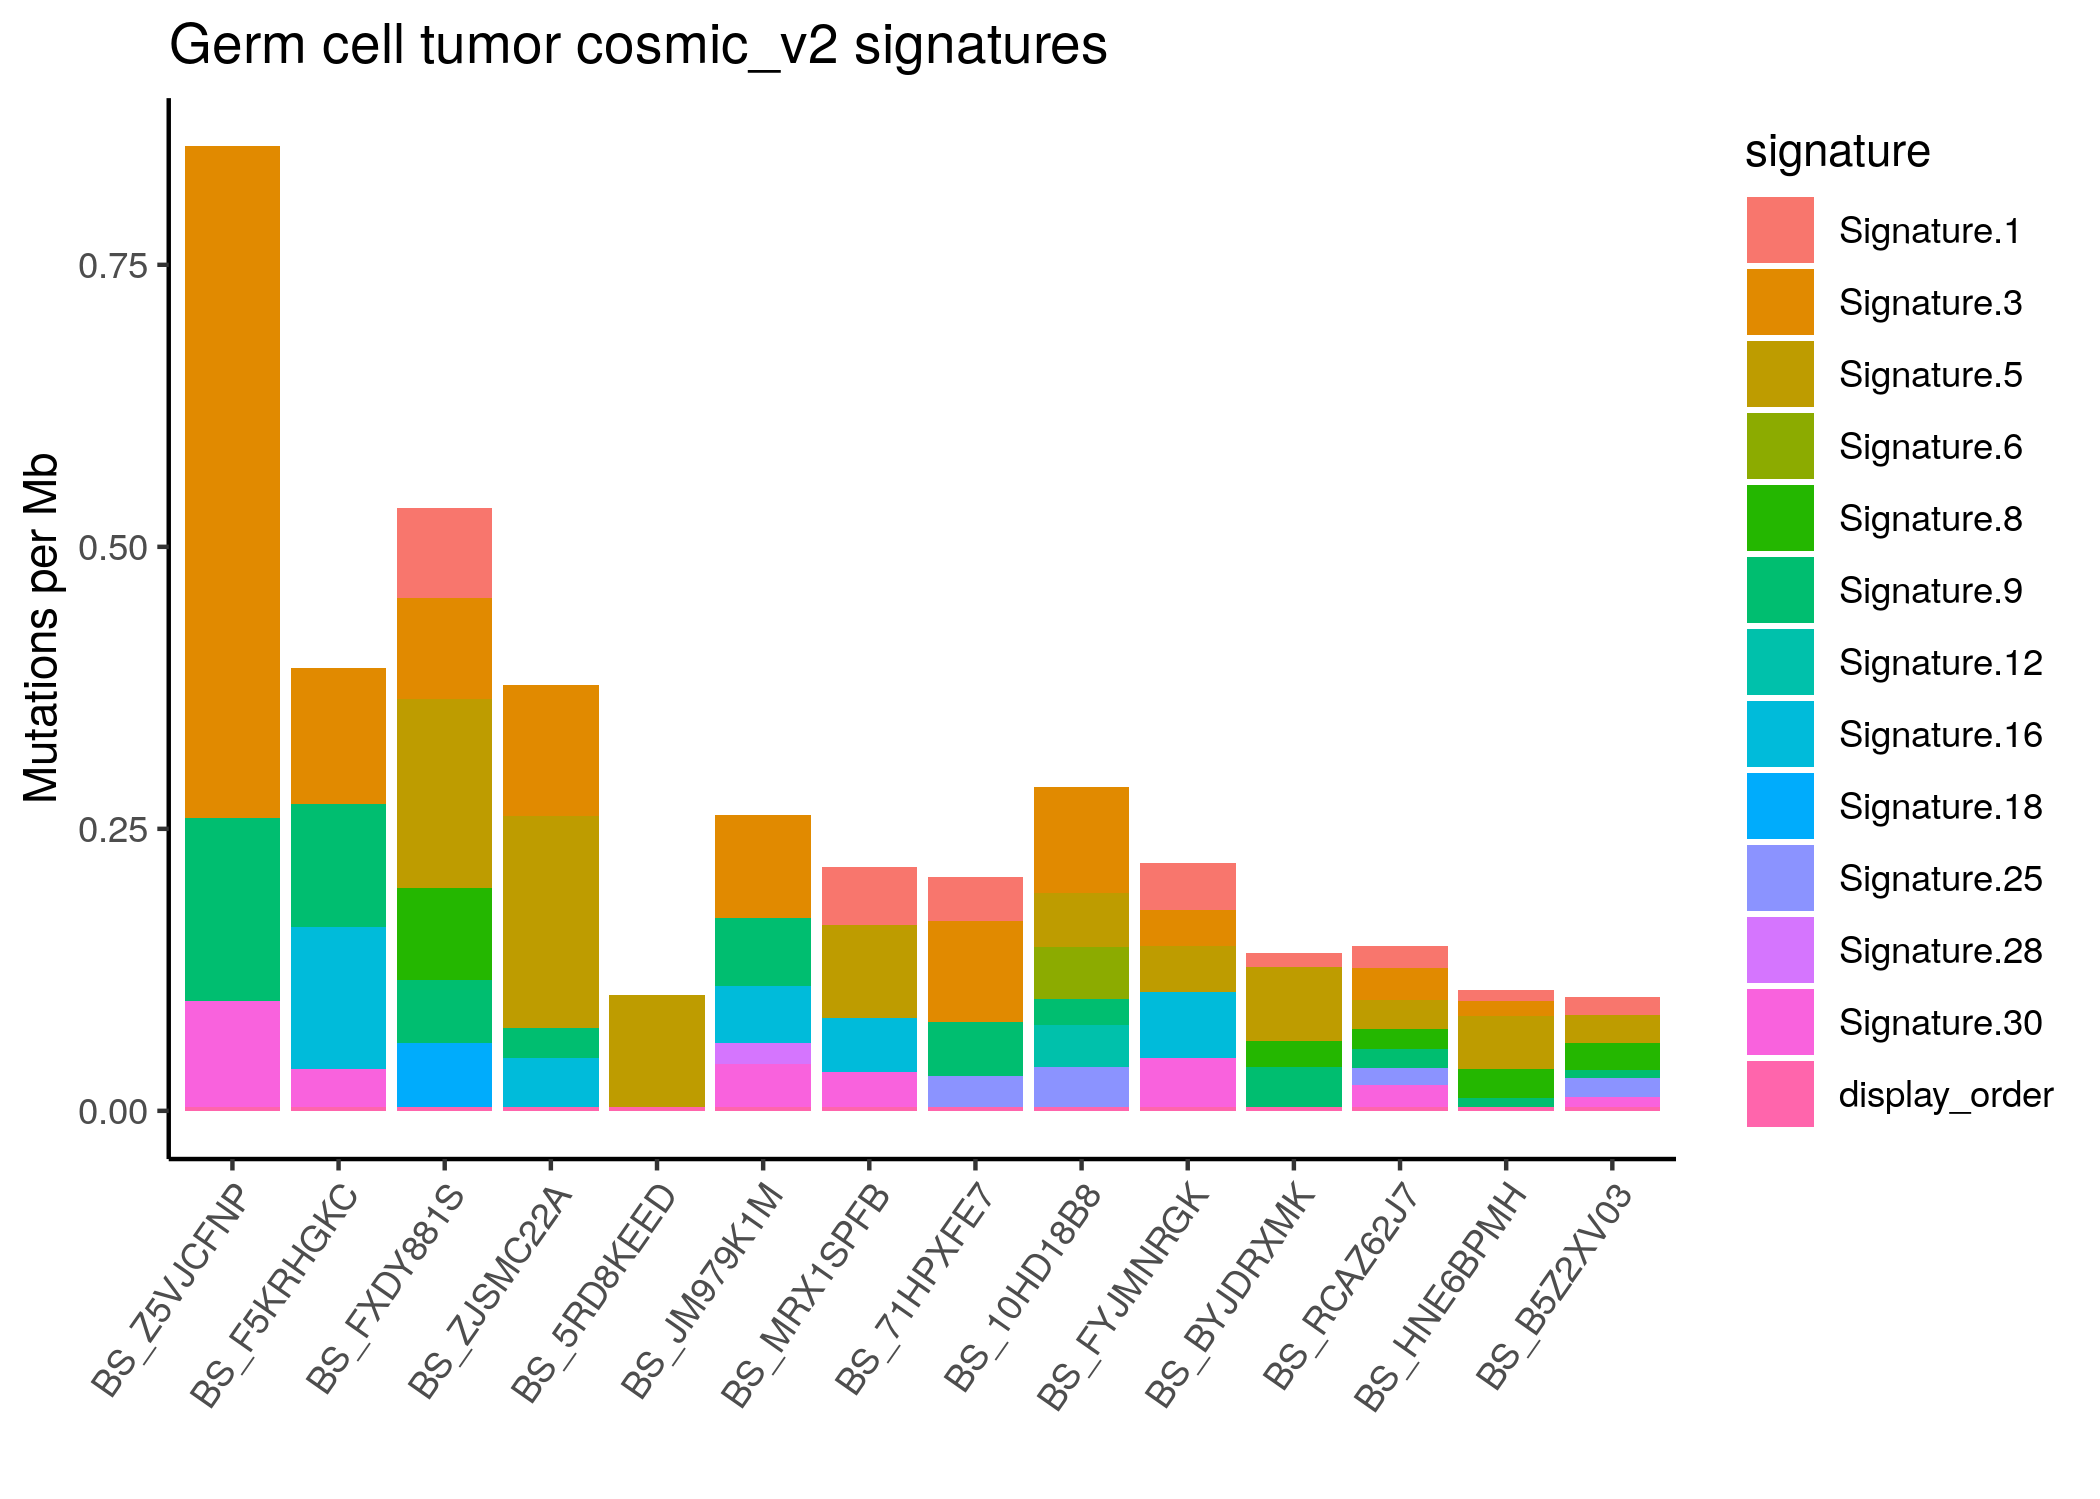 Germ cell tumor cosmic_v2 signatures
Mutations per Mb
0.75
0.50
0.25
0.00
BS_Z5VJCFNP
BS_F5KRHGKC
BS_FXDY881S
BS_ZJSMC22A
BS_5RD8KEED
BS_JM979K1M
BS_MRX1SPFB
BS_71HPXFE7
BS_10HD18B8
BS_FYJMNRGK
BS_BYJDRXMK
BS_RCAZ62J7
BS_HNE6BPMH
BS_B5Z2XV03
signature
Signature.1
Signature.3
Signature.5
Signature.6
Signature.8
Signature.9
Signature.12
Signature.16
Signature.18
Signature.25
Signature.28
Signature.30
display_order